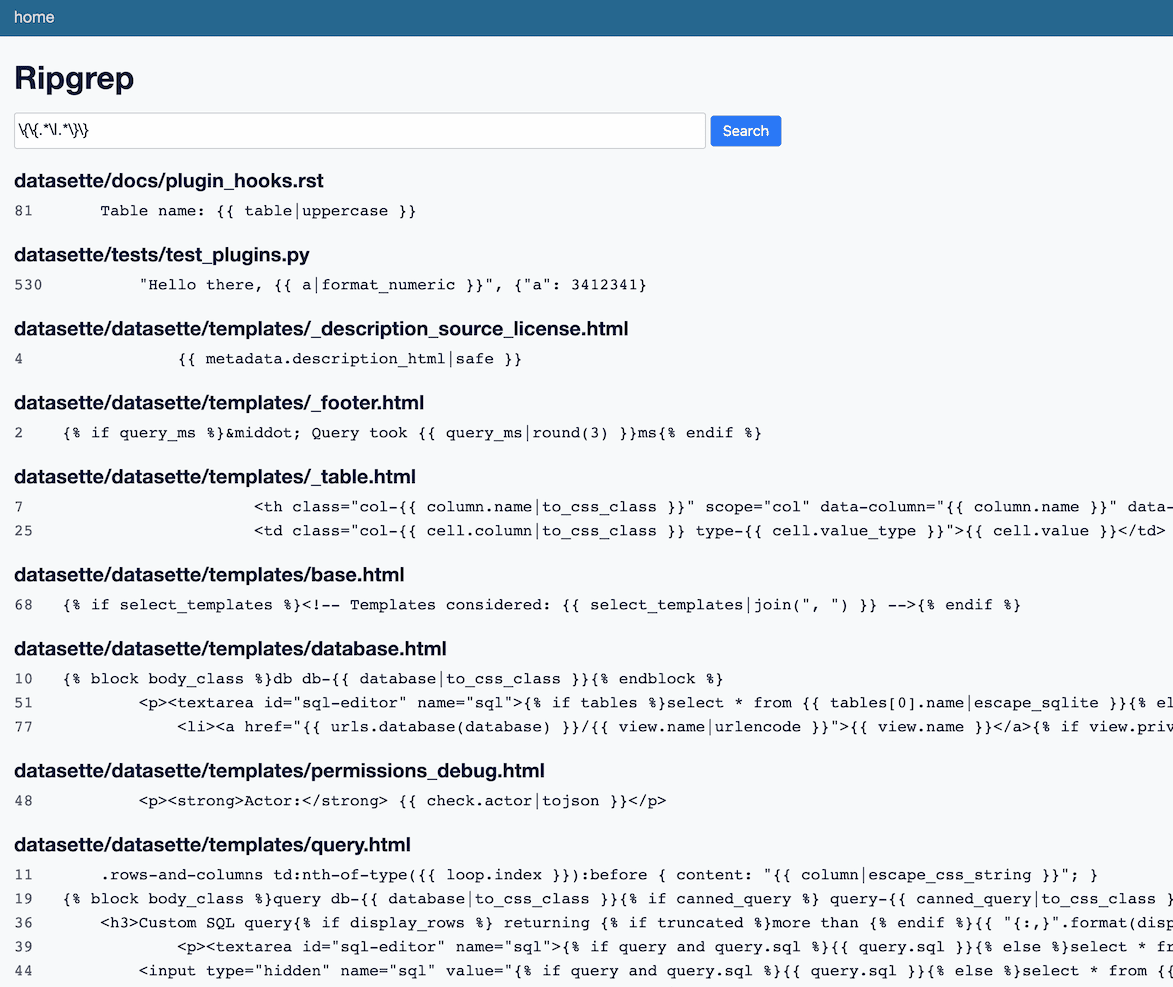 home
Ripgrep
\{\{.*\|.*\}\}
Search
datasette/docs/plugin_hooks.rst
81 Table name: {{ table|uppercase }}
datasette/tests/test_plugins.py
530 "Hello there, {{ a|format_numeric }}", {"a": 3412341}
datasette/datasette/templates/_description_source_license.html
4 {{ metadata.description_html|safe }}
datasette/datasette/templates/_footer.html
2 {% if query_ms %}&middot; Query took {{ query_ms|round(3) }}ms{% endif %}
datasette/datasette/templates/_table.html
7 <th class="col-{{ column.name|to_css_class }}" scope="col" data-column="{{ column.name }}" data-
25 <td class="col-{{ cell.column|to_css_class }} type-{{ cell.value_type }}">{{ cell.value }}</td>
datasette/datasette/templates/base.html
68 {% if select_templates %}<!-- Templates considered: {{ select_templates|join(", ") }} -->{% endif %}
datasette/datasette/templates/database.html
10 {% block body_class %}db db-{{ database|to_css_class }}{% endblock %}
51 <p><textarea id="sql-editor" name="sql">{% if tables %}select * from {{ tables[0].name|escape_sqlite }}{% el
77 <li><a href="{{ urls.database(database) }}/{{ view.name|urlencode }}">{{ view.name }}</a>{% if view.priv
datasette/datasette/templates/permissions_debug.html
48 <p><strong>Actor:</strong> {{ check.actor|tojson }}</p>
datasette/datasette/templates/query.html
11 .rows-and-columns td:nth-of-type({{ loop.index }}):before { content: "{{ column|escape_css_string }}"; }
19 {% block body_class %}query db-{{ database|to_css_class }}{% if canned_query %} query-{{ canned_query|to_css_class }
36 <h3>Custom SQL query{% if display_rows %} returning {% if truncated %}more than {% endif %}{{ "{:,}".format(disp
39 <p><textarea id="sql-editor" name="sql">{% if query and query.sql %}{{ query.sql }}{% else %}select * fr
44 <input type="hidden" name="sql" value="{% if query and query.sql %}{{ query.sql }}{% else %}select * from {{